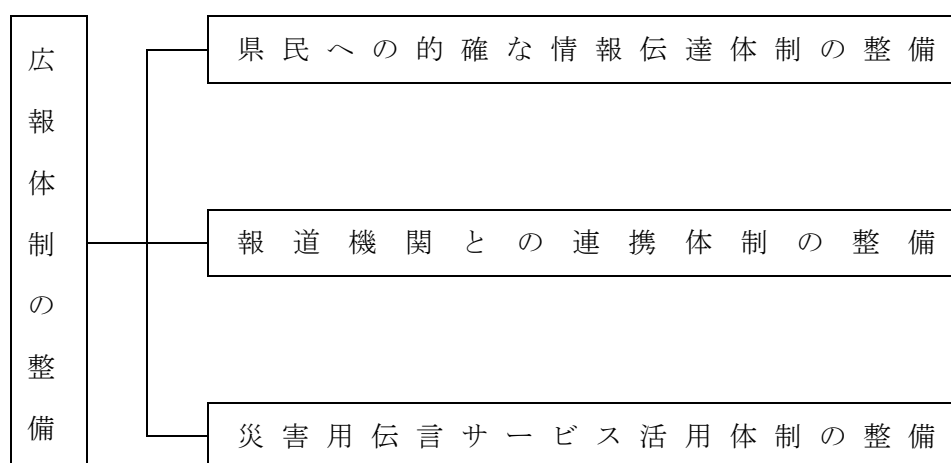 広報体制の整備
県民への的確な情報伝達体制の整備
報道機関との連携体制の整備
災害用伝言サービス活用体制の整備